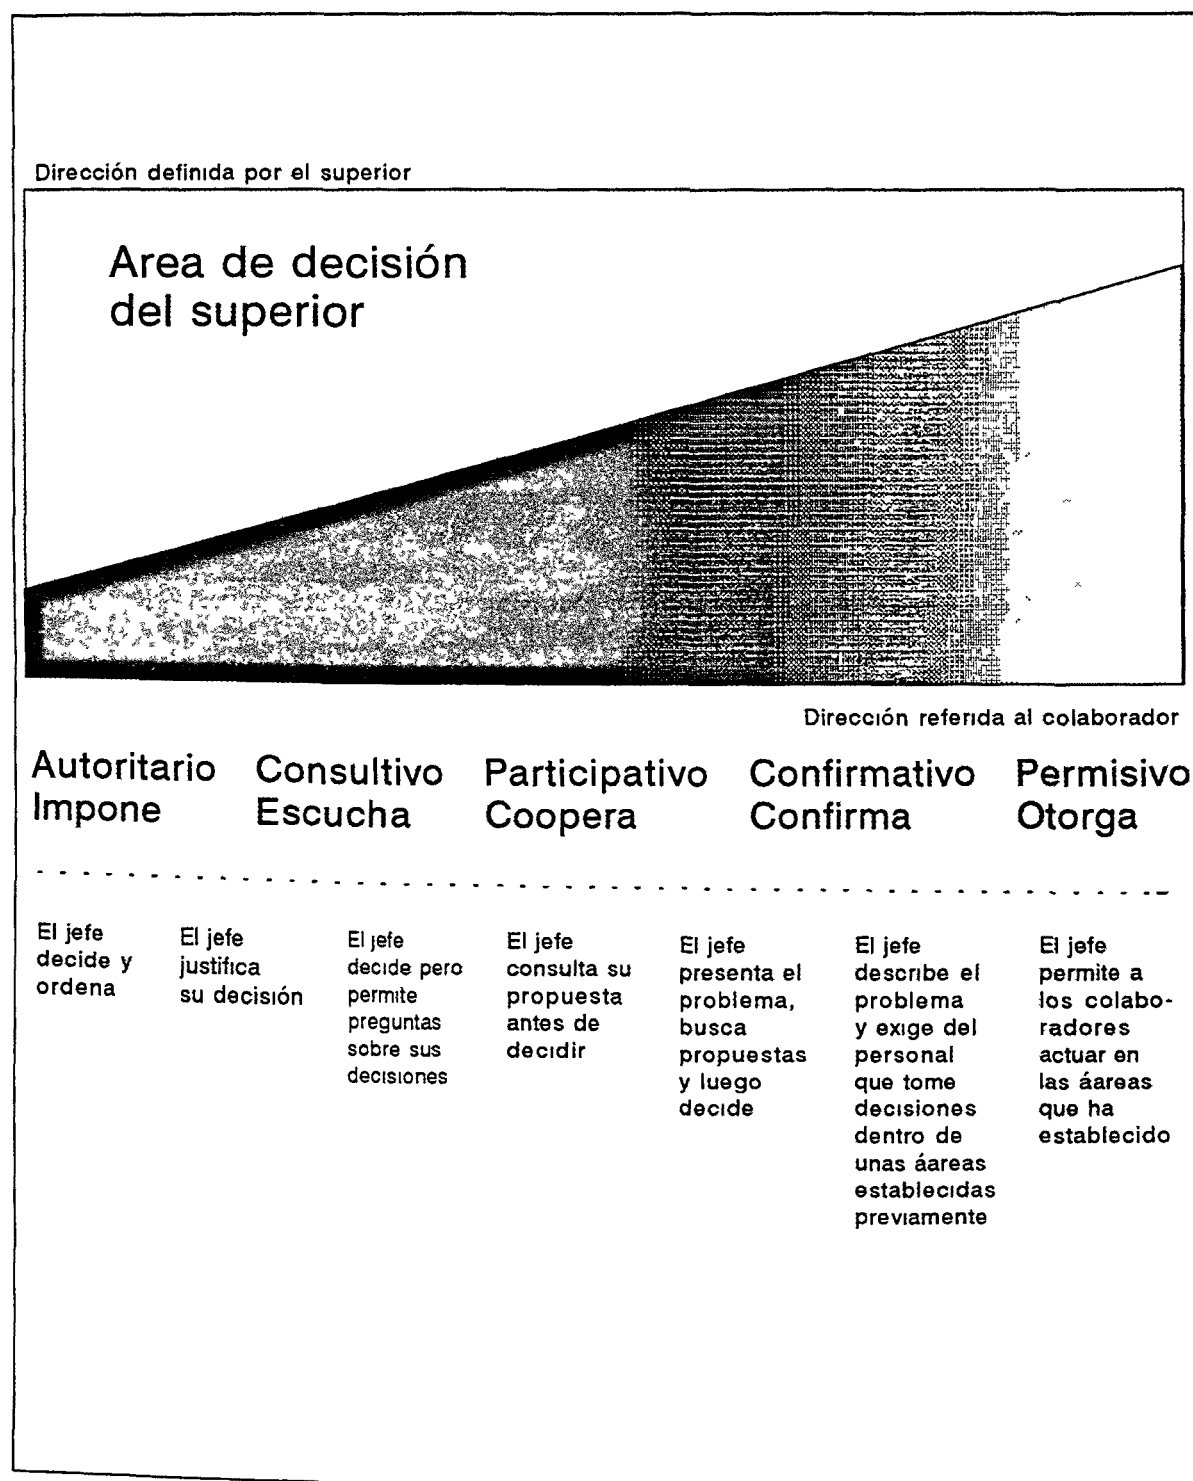 Dirección definida por el superior
Area de decisión
del superior
Dirección referida al colaborador
Autoritario
Impone
Consultivo
Escucha
Participativo
Coopera
Confirmativo
Confirma
Permisivo
Otorga
El jefe
decide y
ordena
El jefe
justifica
su decisión
El jefe
decide pero
permite
preguntas
sobre sus
decisiones
El jefe
consulta su
propuesta
antes de
decidir
El jefe
presenta el
problema,
busca
propuestas
y luego
decide
El jefe
describe el
problema
y exige del
personal
que tome
decisiones
dentro de
unas áareas
establecidas
previamente
El jefe
permite a
los colabo-
radores
actuar en
las áareas
que ha
establecido